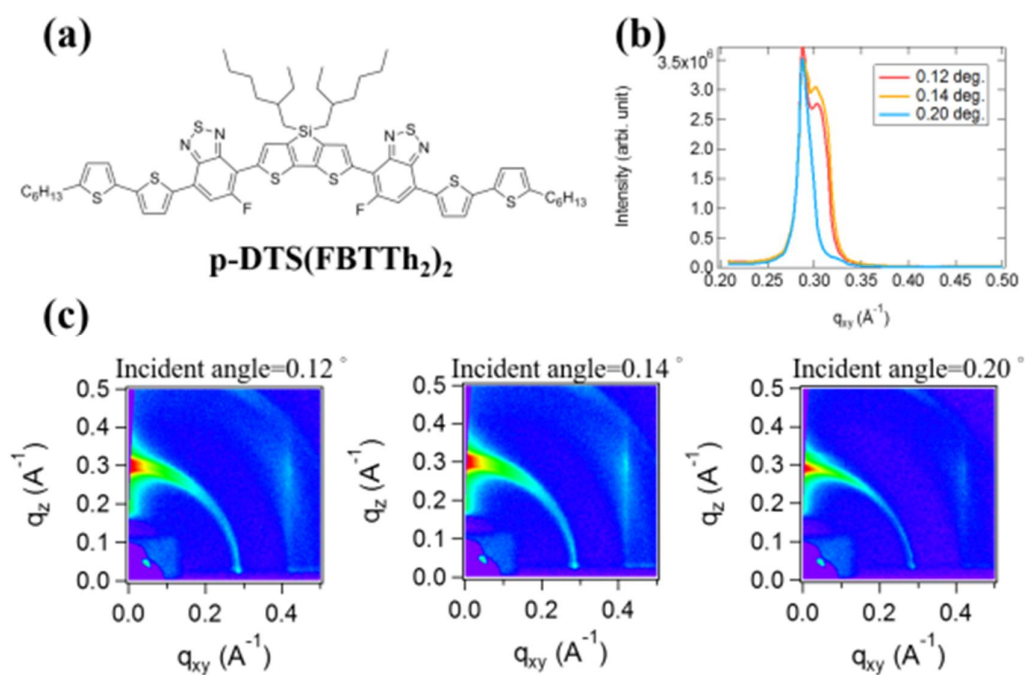 (a)
S
N
N
Si
N
S
N
C6H13
S
S
F
S
S
F
S
S
C6H13
p-DTS(FBTTh2)2
(b)
3.5x10^6
3.0
2.5
2.0
1.5
1.0
0.5
0.0
Intensity (arbi. unit)
0.12 deg.
0.14 deg.
0.20 deg.
0.20 0.25 0.30 0.35 0.40 0.45 0.50
qxy (Å-1)
(c)
Incident angle=0.12 °
0.5
0.4
0.3
0.2
0.1
0.0
qz (A-1)
0.0 0.2 0.4
qxy (A-1)
Incident angle=0.14 °
0.5
0.4
0.3
0.2
0.1
0.0
qz (A-1)
0.0 0.2 0.4
qxy (A-1)
Incident angle=0.20 °
0.5
0.4
0.3
0.2
0.1
0.0
qz (A-1)
0.0 0.2 0.4
qxy (A-1)